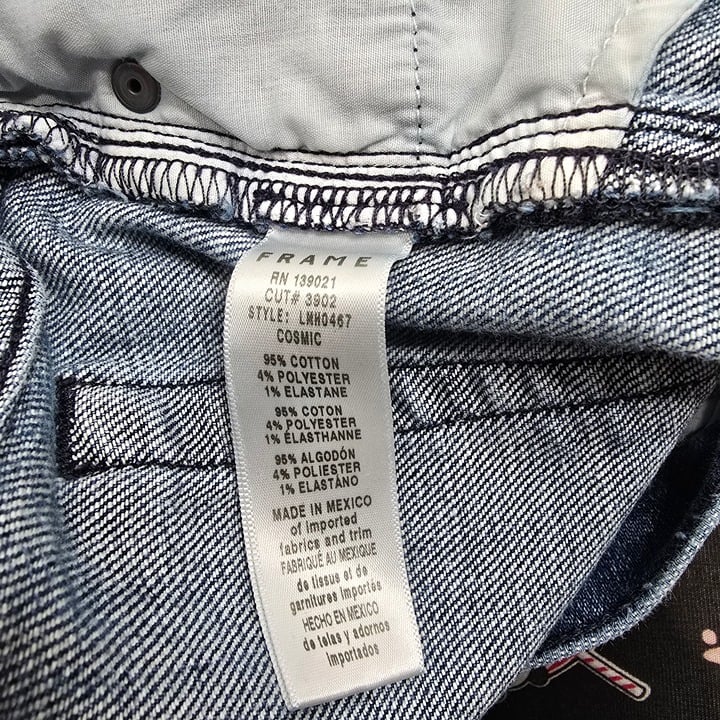 FRAME
RN 139021
CUT# 3902
STYLE: LMH0467
COSMIC
95% COTTON
4% POLYESTER
1% ELASTANE
95% COTON
4% POLYESTER
1% ÉLASTHANNE
95% ALGODÓN
4% POLIESTER
1% ELASTANO
MADE IN MEXICO
of imported
fabrics and trim
FABRIQUÉ AU MEXIQUE
de tissus et de
garnitures importés
HECHO EN MEXICO
de telas y adornos
importados